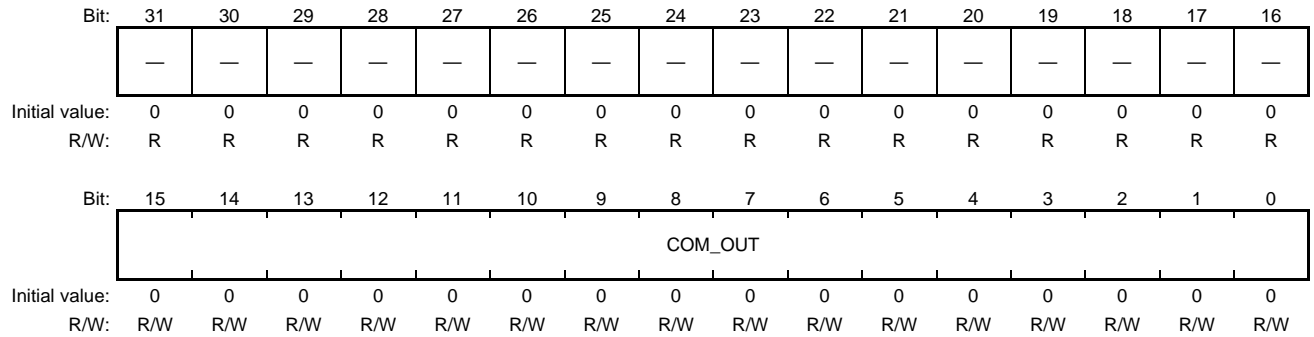 Bit: 31 30 29 28 27 26 25 24 23 22 21 20 19 18 17 16
— — — — — — — — — — — — — — — —
Initial value: 0 0 0 0 0 0 0 0 0 0 0 0 0 0 0 0
R/W: R R R R R R R R R R R R R R R R
Bit: 15 14 13 12 11 10 9 8 7 6 5 4 3 2 1 0
COM_OUT
Initial value: 0 0 0 0 0 0 0 0 0 0 0 0 0 0 0 0
R/W: R/W R/W R/W R/W R/W R/W R/W R/W R/W R/W R/W R/W R/W R/W R/W R/W